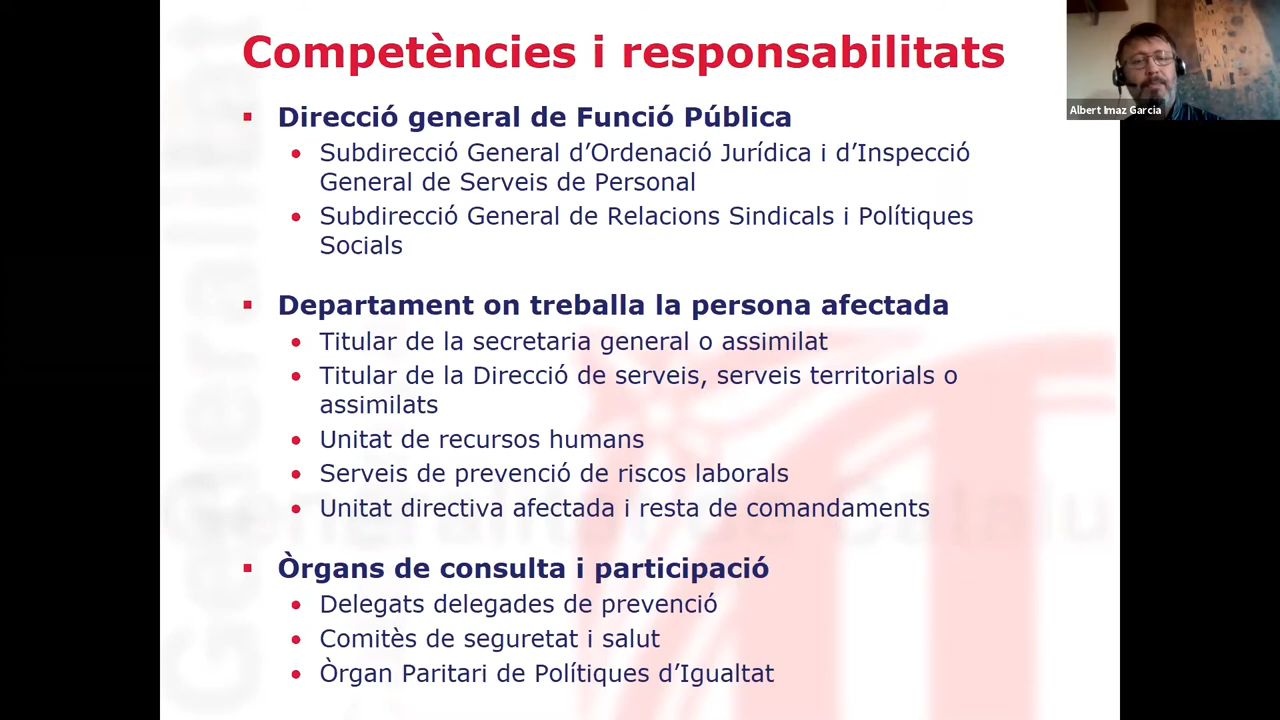 Competències i responsabilitats
Albert Imaz Garcia
Direcció general de Funció Pública
Subdirecció General d’Ordenació Jurídica i d’Inspecció
General de Serveis de Personal
Subdirecció General de Relacions Sindicals i Polítiques
Socials
Departament on treballa la persona afectada
Titular de la secretaria general o assimilat
Titular de la Direcció de serveis, serveis territorials o
assimilats
Unitat de recursos humans
Serveis de prevenció de riscos laborals
Unitat directiva afectada i resta de comandaments
Òrgans de consulta i participació
Delegats delegades de prevenció
Comitès de seguretat i salut
Òrgan Paritari de Polítiques d’Igualtat